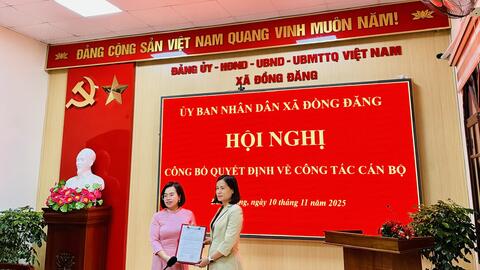 ĐẢNG CỘNG SẢN VIỆT NAM QUANG VINH MUÔN NĂM!
ĐẢNG ỦY - HĐND - UBND - UBMTTQ VIỆT NAM
XÃ ĐỒNG ĐĂNG
ỦY BAN NHÂN DÂN XÃ ĐỒNG ĐĂNG
HỘI NGHỊ
CÔNG BỐ QUYẾT ĐỊNH VỀ CÔNG TÁC CÁN BỘ
ngày 10 tháng 11 năm 2025